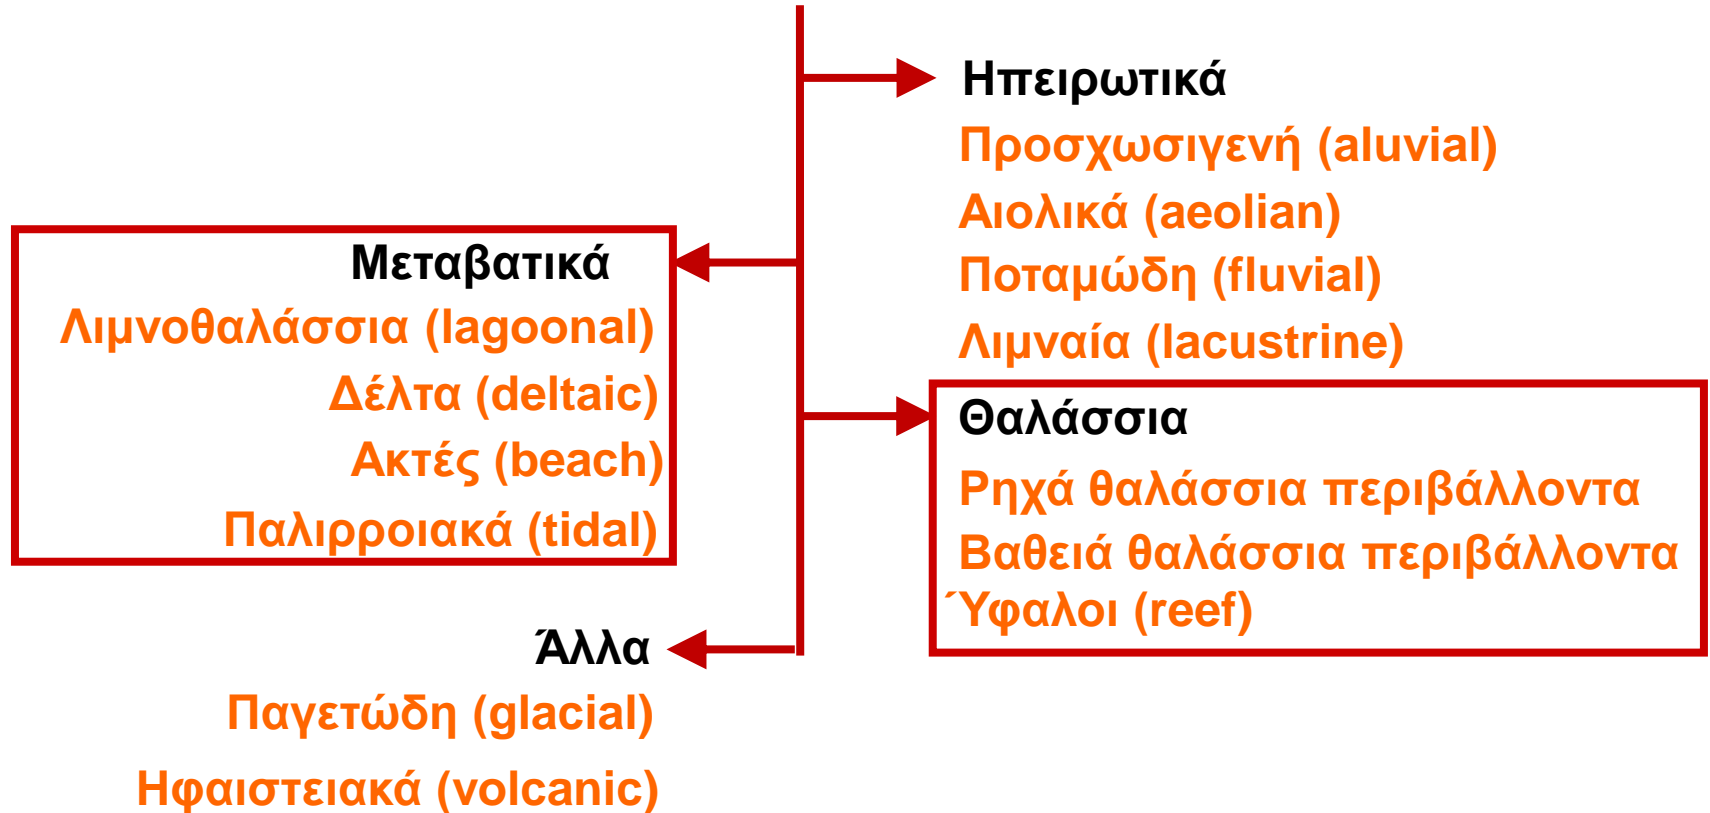 Ηπειρωτικά
Προσχωσιγενή (aluvial)
Αιολικά (aeolian)
Ποταμώδη (fluvial)
Λιμναία (lacustrine)
Μεταβατικά
Λιμνοθαλάσσια (lagoonal)
Δέλτα (deltaic)
Ακτές (beach)
Παλιρροιακά (tidal)
Θαλάσσια
Ρηχά θαλάσσια περιβάλλοντα
Βαθειά θαλάσσια περιβάλλοντα
Ύφαλοι (reef)
Άλλα
Παγετώδη (glacial)
Ηφαιστειακά (volcanic)